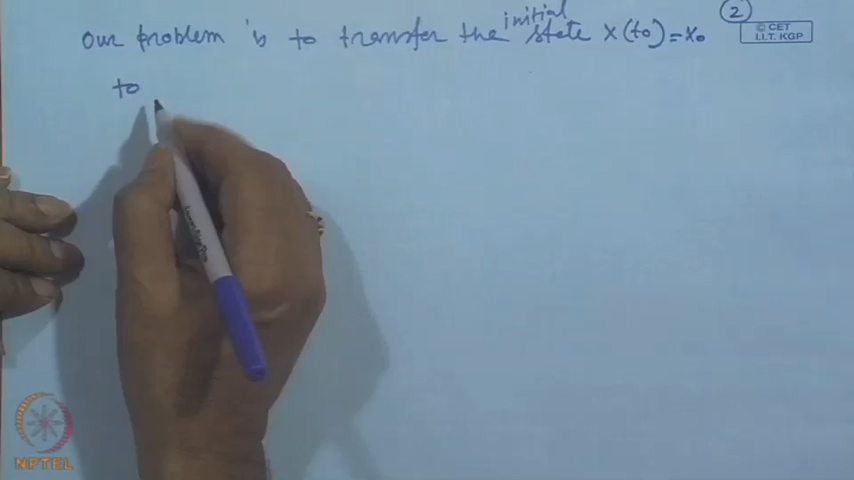 our problem is to transfer the initial state x(t0)=x0
to
2
© CET
I.I.T. KGP
NPTEL